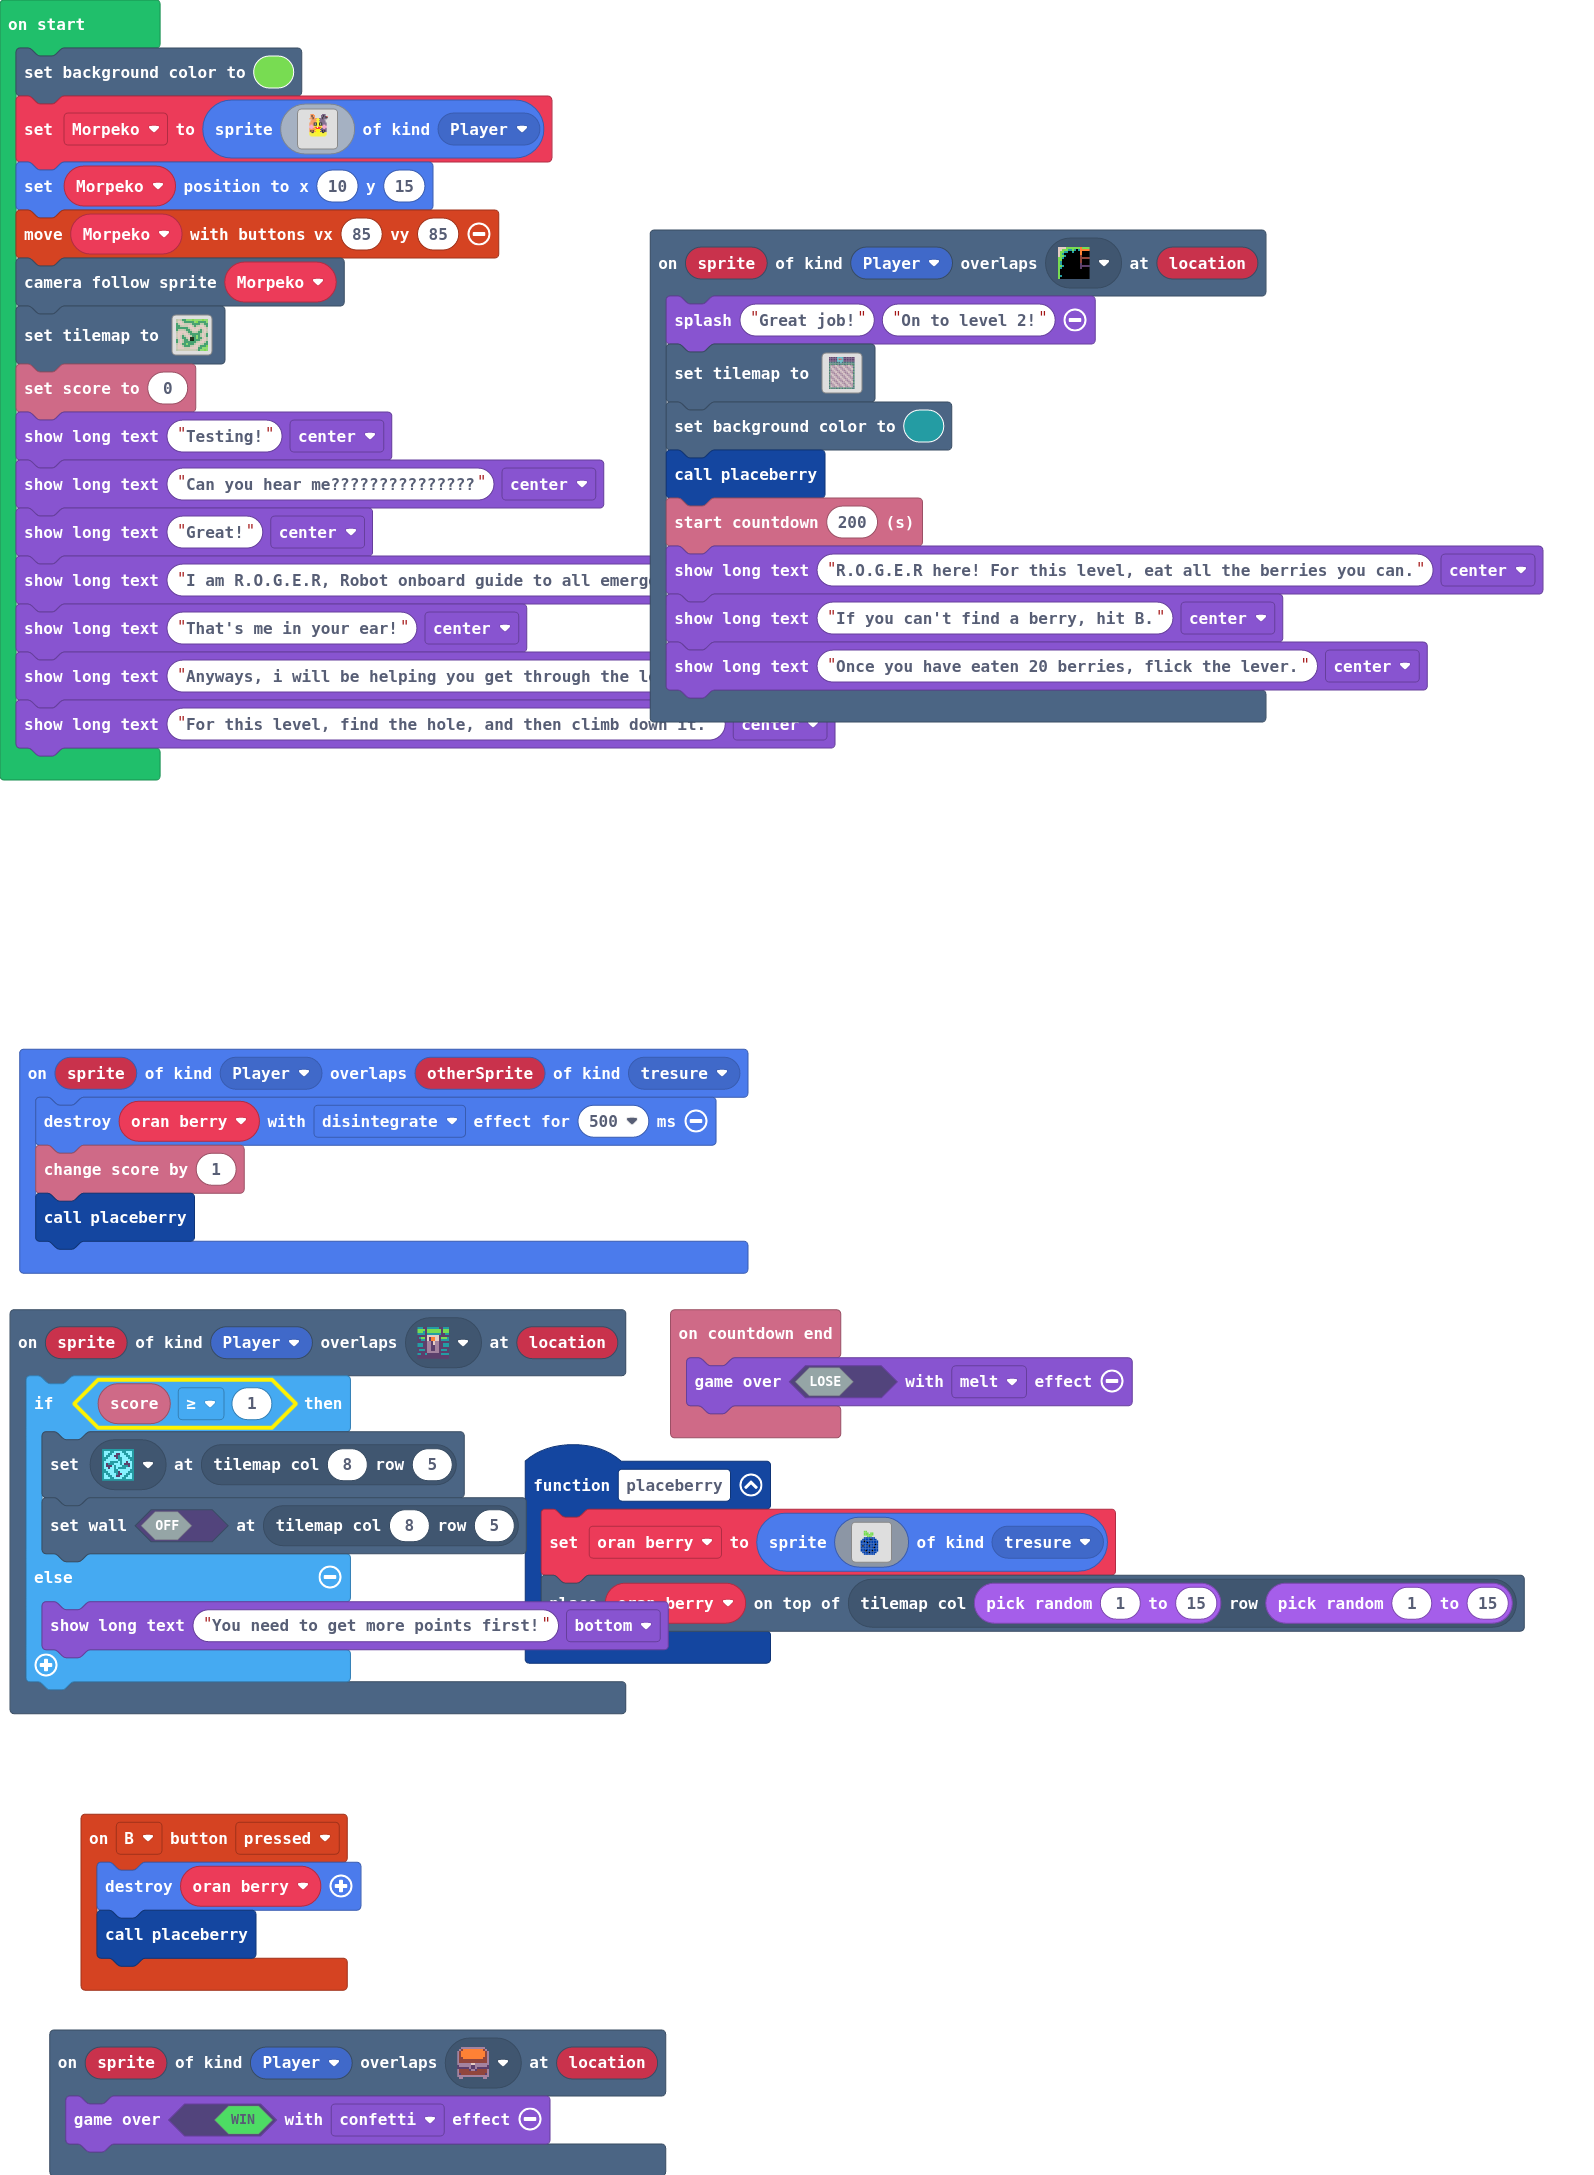 on start
set background color to
set Morpeko to sprite of kind Player
set Morpeko position to x 10 y 15
move Morpeko with buttons vx 85 vy 85
camera follow sprite Morpeko
set tilemap to
set score to 0
show long text "Testing!" center
show long text "Can you hear me???????????????" center
show long text "Great!" center
show long text "I am R.O.G.E.R, Robot onboard guide to all
show long text "That's me in your ear!" center
show long text "Anyways, i will be helping you get through the
show long text "For this level, find the hole, and then climb down it. center
on sprite of kind Player overlaps at location
splash "Great job!" "On to level 2!"
set tilemap to
set background color to
call placeberry
start countdown 200 (s)
show long text "R.O.G.E.R here! For this level, eat all the berries you can." center
show long text "If you can't find a berry, hit B." center
show long text "Once you have eaten 20 berries, flick the lever." center
on sprite of kind Player overlaps otherSprite of kind tresure
destroy oran berry with disintegrate effect for 500 ms
change score by 1
call placeberry
on sprite of kind Player overlaps at location
if score ≥ 1 then
set at tilemap col 8 row 5
set wall OFF at tilemap col 8 row 5
else
show long text "You need to get more points first!" bottom
on countdown end
game over LOSE with melt effect
function placeberry
set oran berry to sprite of kind tresure
berry on top of tilemap col pick random 1 to 15 row pick random 1 to 15
on B button pressed
destroy oran berry
call placeberry
on sprite of kind Player overlaps at location
game over WIN with confetti effect